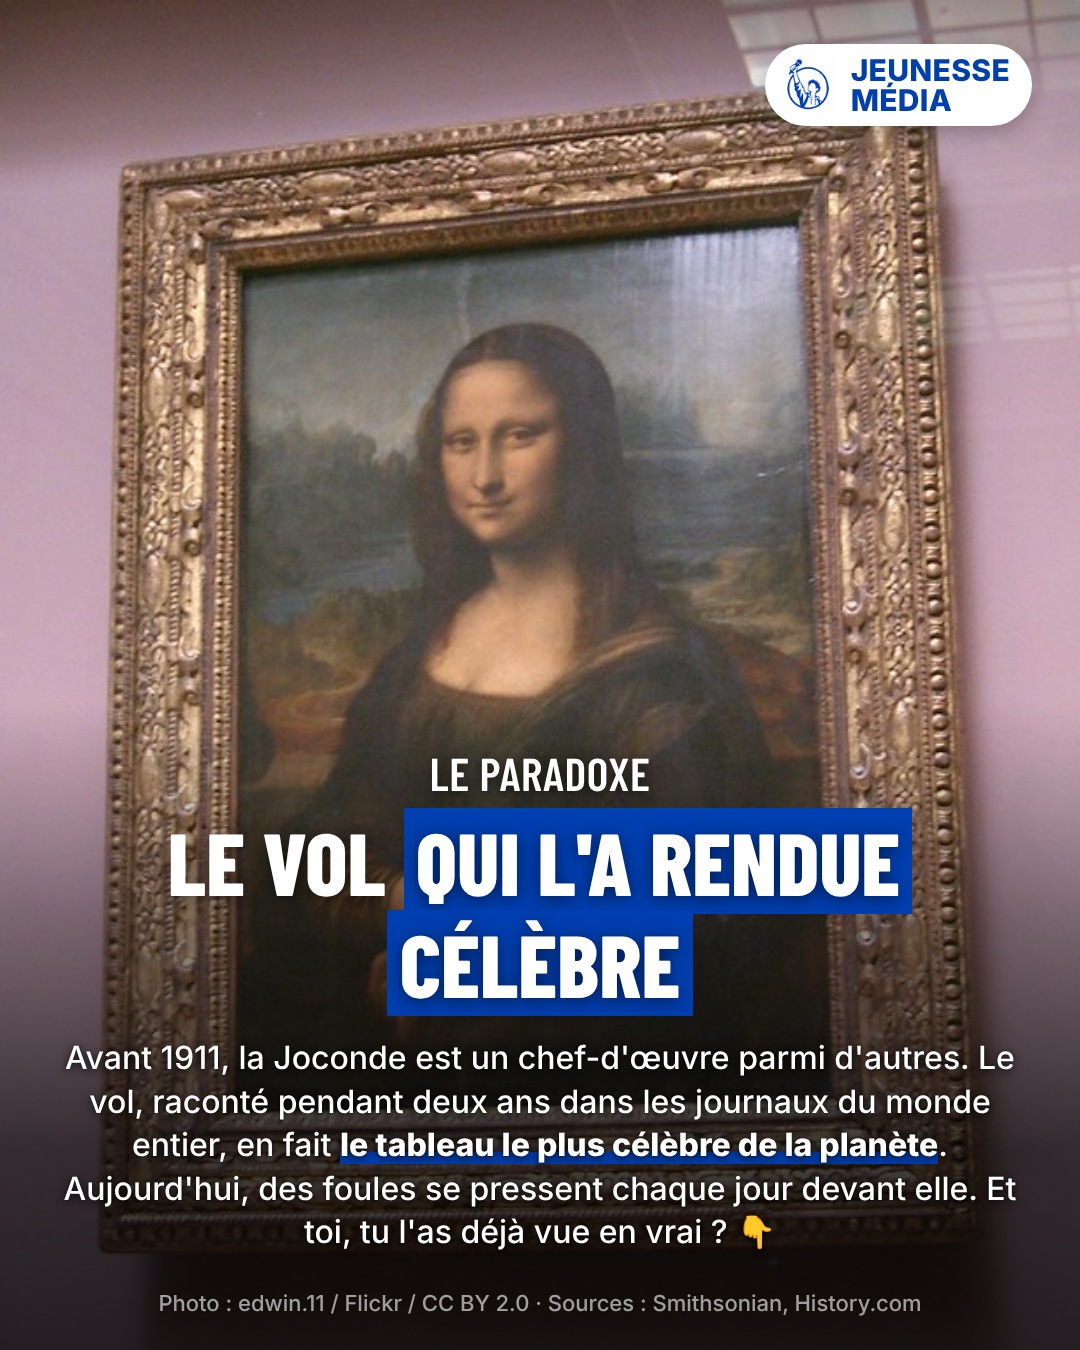 JEUNESSE
MÉDIA
LE PARADOXE
LE VOL QUI L'A RENDUE
CÉLÈBRE
Avant 1911, la Joconde est un chef-d'œuvre parmi d'autres. Le
vol, raconté pendant deux ans dans les journaux du monde
entier, en fait le tableau le plus célèbre de la planète.
Aujourd'hui, des foules se pressent chaque jour devant elle. Et
toi, tu l'as déjà vue en vrai ? 👇
Photo : edwin.11 / Flickr / CC BY 2.0 · Sources : Smithsonian, History.com